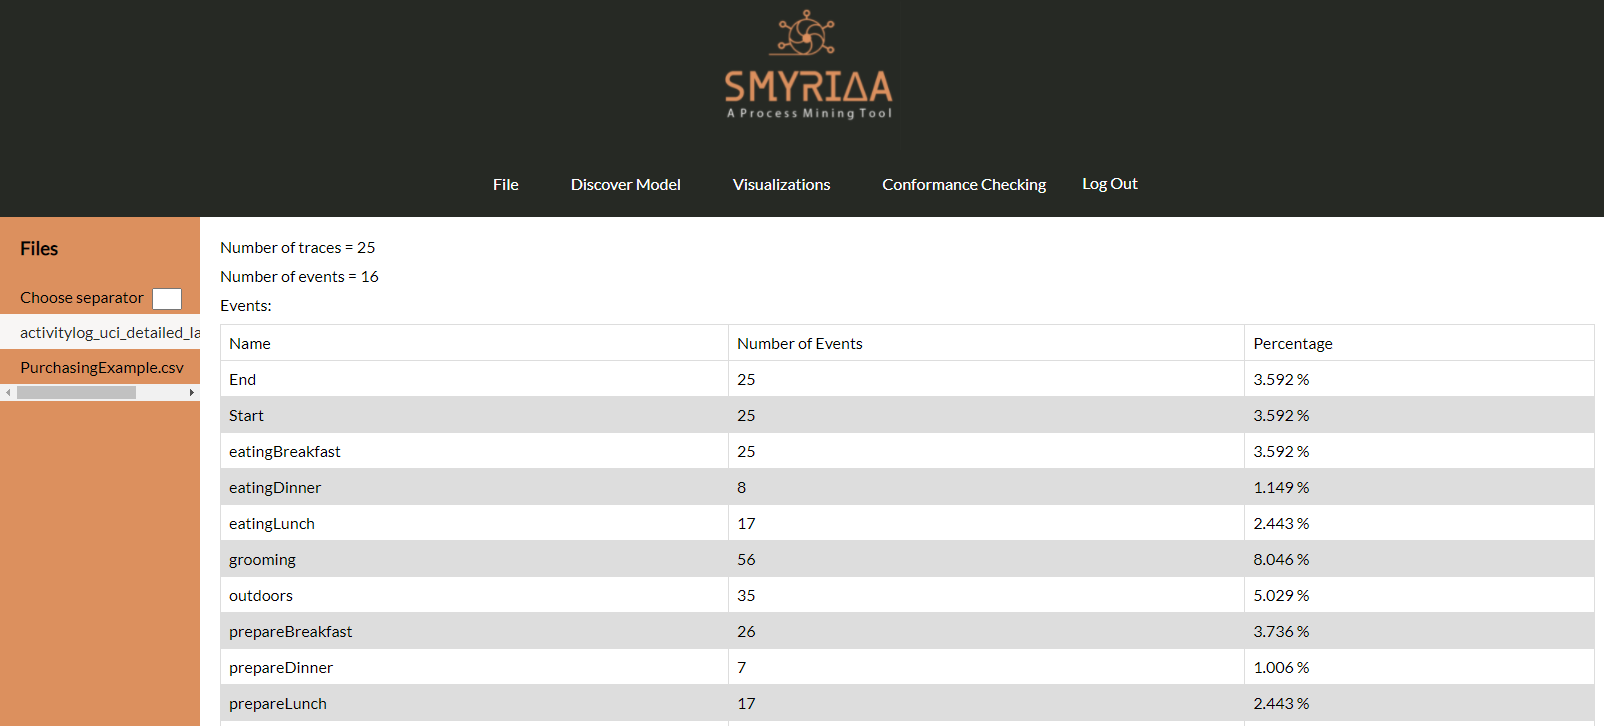 SMYRIΔA
A Process Mining Tool
File Discover Model Visualizations Conformance Checking Log Out
Files
Choose separator
activitylog_uci_detailed_la
PurchasingExample.csv
Number of traces = 25
Number of events = 16
Events:
Name Number of Events Percentage
End 25 3.592 %
Start 25 3.592 %
eatingBreakfast 25 3.592 %
eatingDinner 8 1.149 %
eatingLunch 17 2.443 %
grooming 56 8.046 %
outdoors 35 5.029 %
prepareBreakfast 26 3.736 %
prepareDinner 7 1.006 %
prepareLunch 17 2.443 %